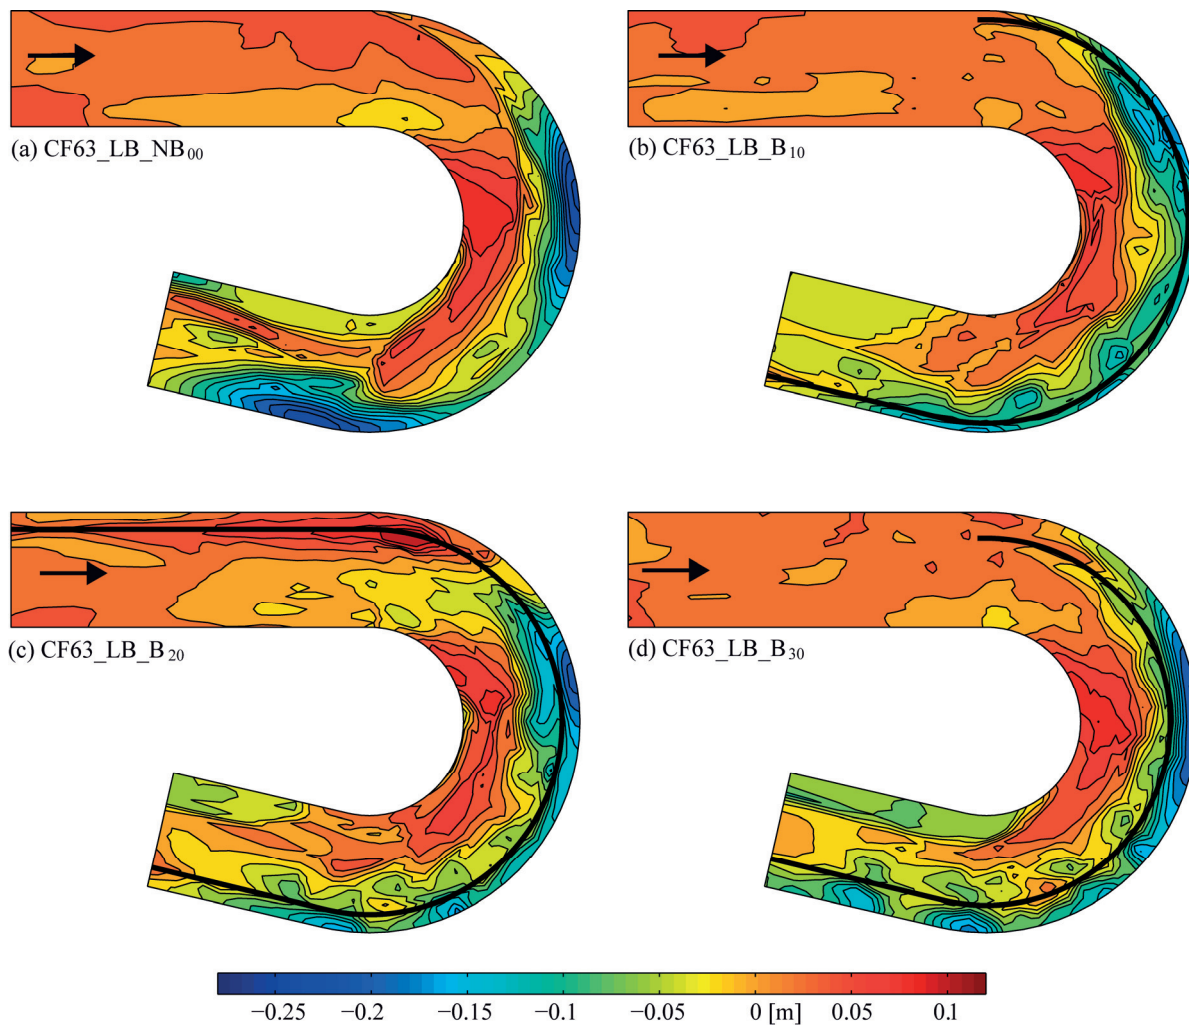 (a) CF63_LB_NB₀₀
(b) CF63_LB_B₁₀
(c) CF63_LB_B₂₀
(d) CF63_LB_B₃₀
−0.25 −0.2 −0.15 −0.1 −0.05 0 [m] 0.05 0.1